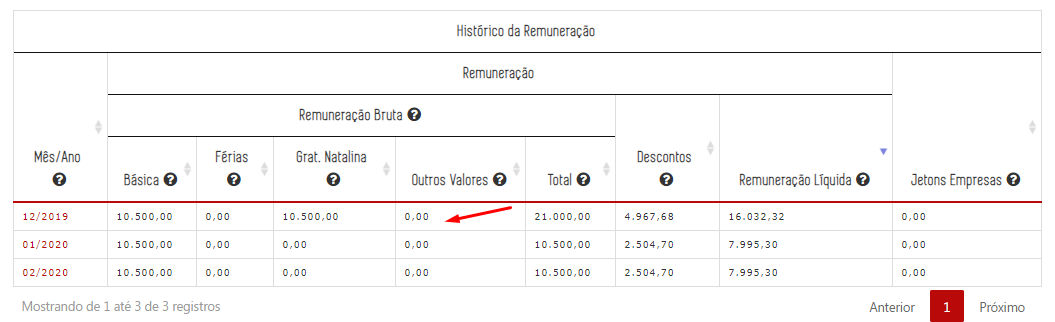 Histórico da Remuneração
Remuneração
Remuneração Bruta
Mês/Ano Básica Férias Grat. Natalina Outros Valores Total Descontos Remuneração Líquida Jetons Empresas
12/2019 10.500,00 0,00 10.500,00 0,00 21.000,00 4.967,68 16.032,32 0,00
01/2020 10.500,00 0,00 0,00 0,00 10.500,00 2.504,70 7.995,30 0,00
02/2020 10.500,00 0,00 0,00 0,00 10.500,00 2.504,70 7.995,30 0,00
Mostrando de 1 até 3 de 3 registros Anterior 1 Próximo